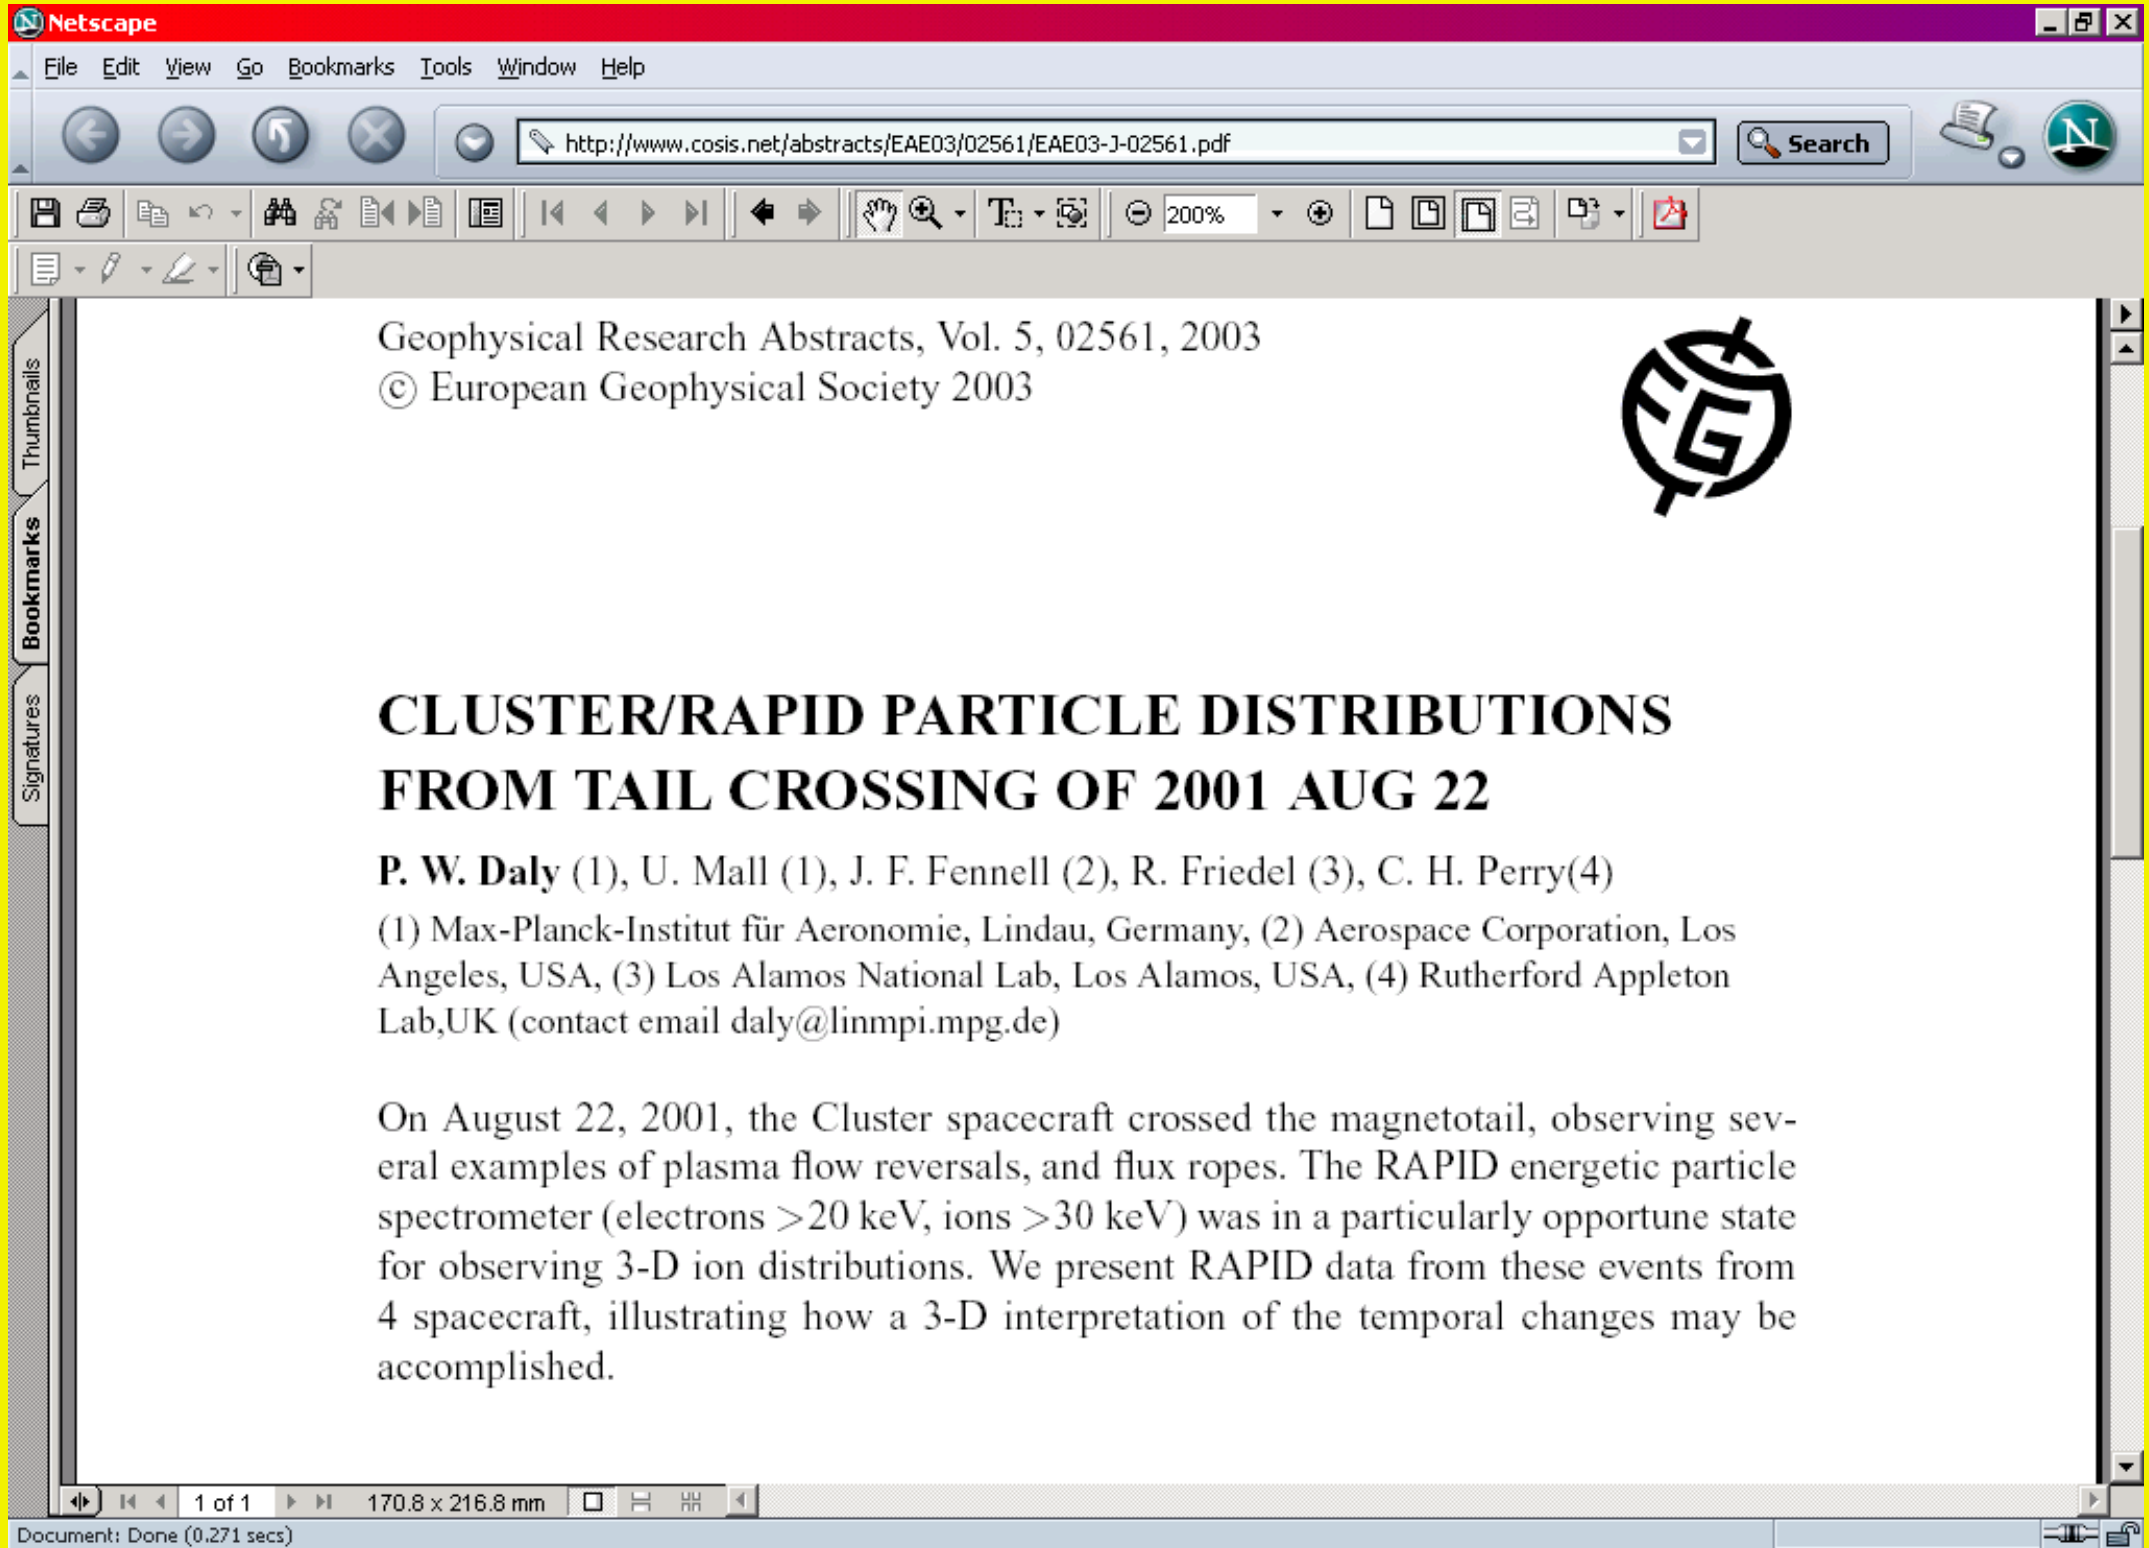 Netscape
File Edit View Go Bookmarks Tools Window Help
http://www.cosis.net/abstracts/EAE03/02561/EAE03-J-02561.pdf
Search
N
200%
Thumbnails
Bookmarks
Signatures
Geophysical Research Abstracts, Vol. 5, 02561, 2003
© European Geophysical Society 2003
EGS
CLUSTER/RAPID PARTICLE DISTRIBUTIONS
FROM TAIL CROSSING OF 2001 AUG 22
P. W. Daly (1), U. Mall (1), J. F. Fennell (2), R. Friedel (3), C. H. Perry(4)
(1) Max-Planck-Institut für Aeronomie, Lindau, Germany, (2) Aerospace Corporation, Los
Angeles, USA, (3) Los Alamos National Lab, Los Alamos, USA, (4) Rutherford Appleton
Lab,UK (contact email daly@linmpi.mpg.de)
On August 22, 2001, the Cluster spacecraft crossed the magnetotail, observing sev-
eral examples of plasma flow reversals, and flux ropes. The RAPID energetic particle
spectrometer (electrons >20 keV, ions >30 keV) was in a particularly opportune state
for observing 3-D ion distributions. We present RAPID data from these events from
4 spacecraft, illustrating how a 3-D interpretation of the temporal changes may be
accomplished.
1 of 1 170.8 x 216.8 mm
Document: Done (0.271 secs)